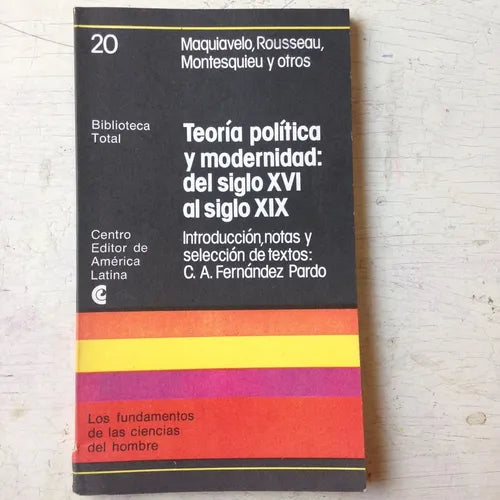 20
Maquiavelo, Rousseau,
Montesquieu y otros
Biblioteca
Total
Teoría política
y modernidad:
del siglo XVI
al siglo XIX
Centro
Editor de
América
Latina
Introducción, notas y
selección de textos:
C. A. Fernández Pardo
Los fundamentos
de las ciencias
del hombre